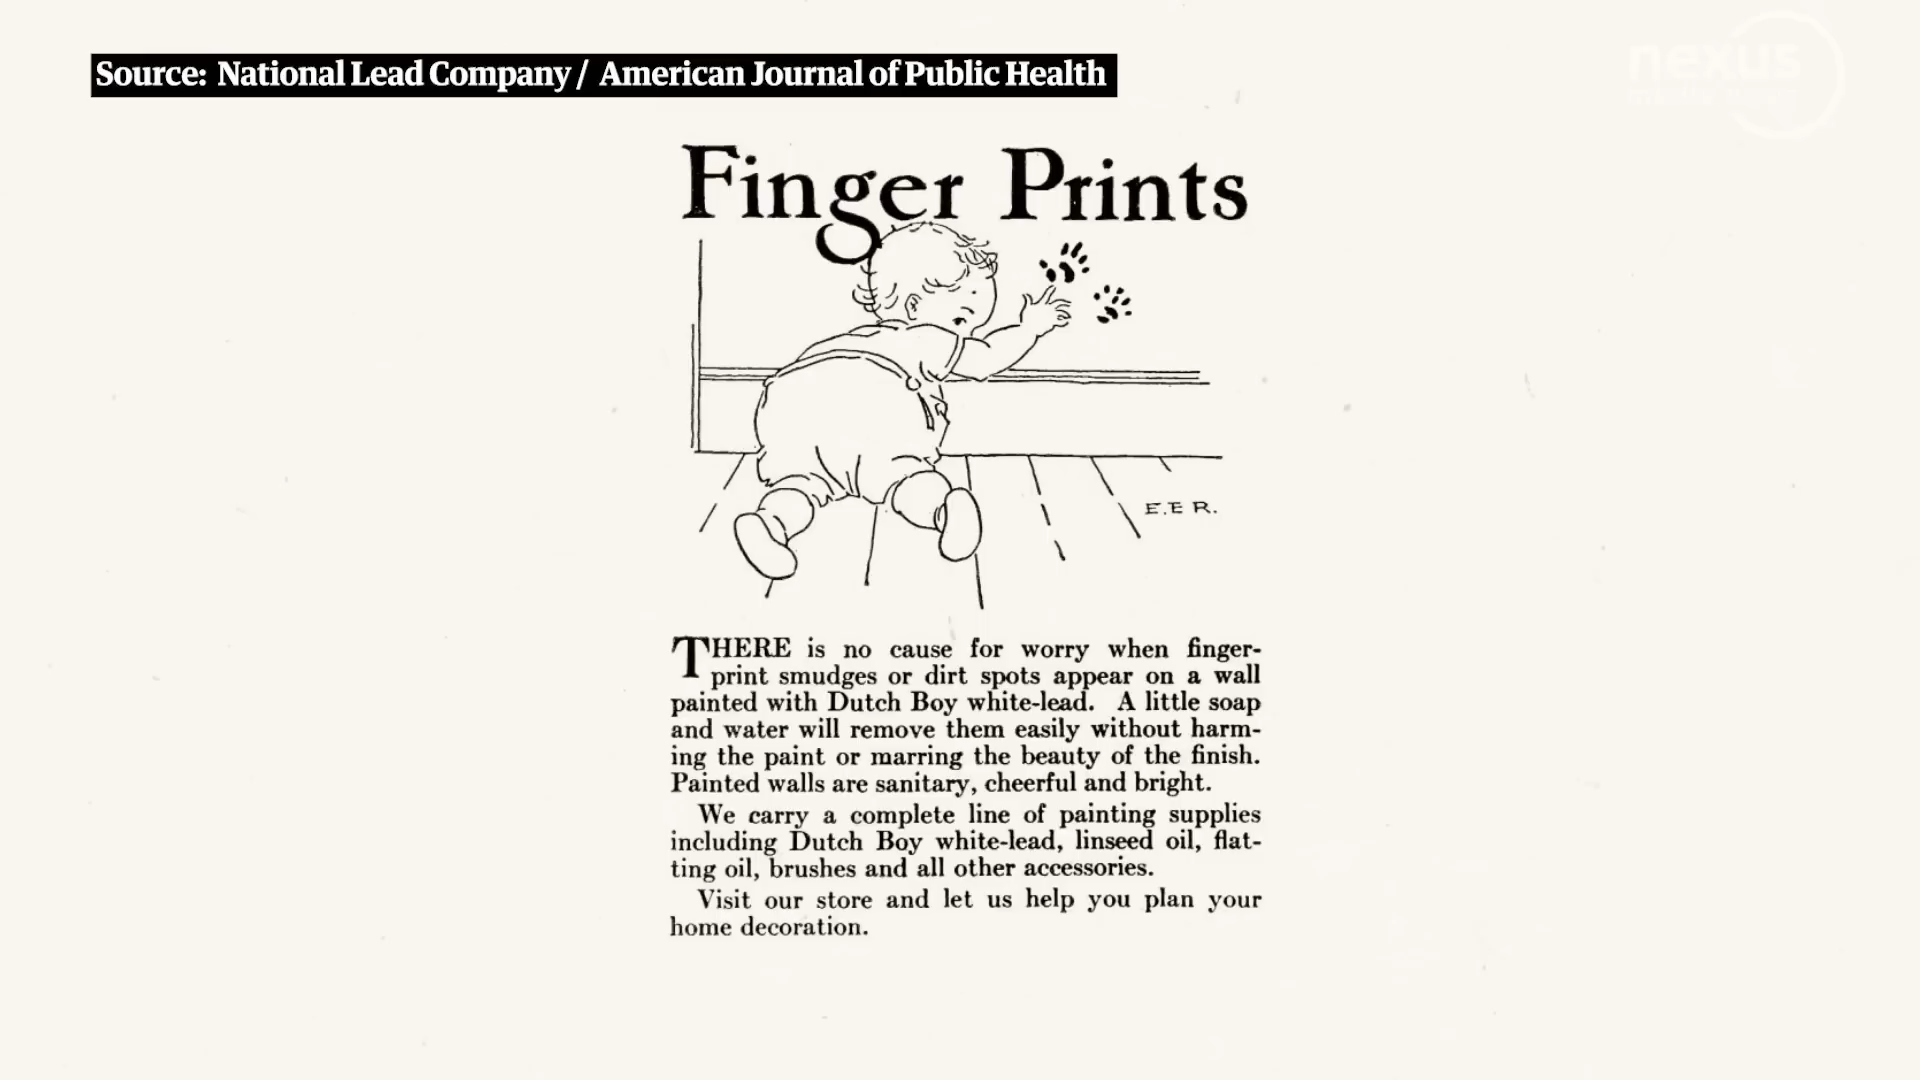 Source: National Lead Company / American Journal of Public Health
nexus
Finger Prints
E.E R.
THERE is no cause for worry when finger-
print smudges or dirt spots appear on a wall
painted with Dutch Boy white-lead. A little soap
and water will remove them easily without harm-
ing the paint or marring the beauty of the finish.
Painted walls are sanitary, cheerful and bright.
We carry a complete line of painting supplies
including Dutch Boy white-lead, linseed oil, flat-
ting oil, brushes and all other accessories.
Visit our store and let us help you plan your
home decoration.